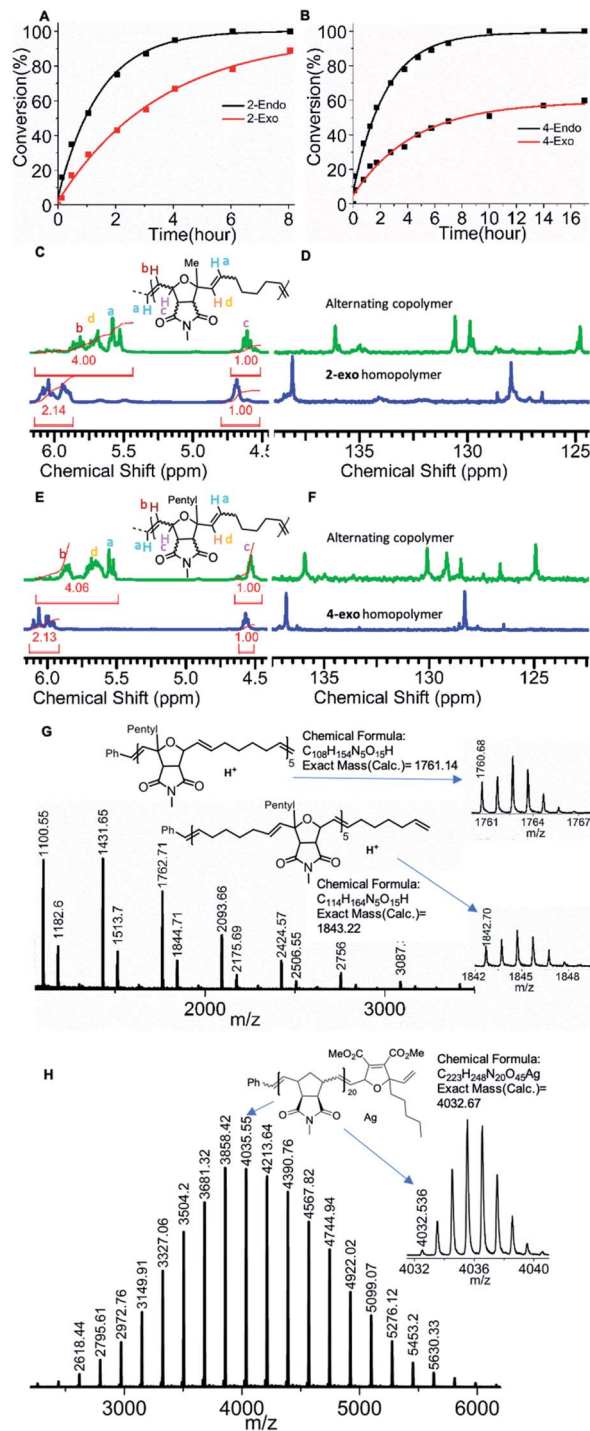 A
Conversion(%)
100
80
60
40
20
0
2-Endo
2-Exo
0
2
4
6
8
Time(hour)
B
Conversion(%)
100
80
60
40
20
0
4-Endo
4-Exo
0
2
4
6
8
10
12
14
16
Time(hour)
C
b H
Me
H a
O
a H
H
c
H d
O
N
O
b
d
a
c
4.00
1.00
2.14
1.00
6.0
5.5
5.0
4.5
Chemical Shift (ppm)
D
Alternating copolymer
2-exo homopolymer
135
130
125
Chemical Shift (ppm)
E
b H
Pentyl
H a
O
a H
H
c
H d
O
N
O
b
d
a
c
4.06
1.00
2.13
1.00
6.0
5.5
5.0
4.5
Chemical Shift (ppm)
F
Alternating copolymer
4-exo homopolymer
135
130
125
Chemical Shift (ppm)
G
Pentyl
O
Ph
5
O
N
O
H+
Chemical Formula:
C108H154N5O15H
Exact Mass(Calc.)= 1761.14
1760.68
1761
1764
1767
m/z
Pentyl
O
Ph
5
O
N
O
H+
Chemical Formula:
C114H164N5O15H
Exact Mass(Calc.)=
1843.22
1842.70
1842
1845
1848
m/z
1100.55
1182.6
1431.65
1513.7
1762.71
1844.71
2093.66
2175.69
2424.57
2506.55
2756
3087.
2000
3000
m/z
H
MeO2C
CO2Me
Ph
20
O
O
N
O
Ag
Chemical Formula:
C223H248N20O45Ag
Exact Mass(Calc.)=
4032.67
4032.536
4032
4036
4040
m/z
2618.44
2795.61
2972.76
3149.91
3327.06
3504.2
3681.32
3858.42
4035.55
4213.64
4390.76
4567.82
4744.94
4922.02
5099.07
5276.12
5453.2
5630.33
3000
4000
5000
6000
m/z